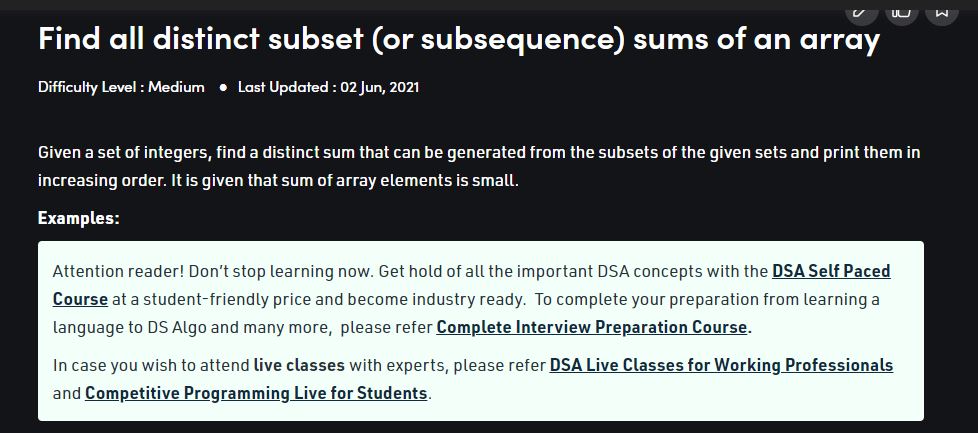 Find all distinct subset (or subsequence) sums of an array
Difficulty Level : Medium ● Last Updated : 02 Jun, 2021
Given a set of integers, find a distinct sum that can be generated from the subsets of the given sets and print them in
increasing order. It is given that sum of array elements is small.
Examples:
Attention reader! Don’t stop learning now. Get hold of all the important DSA concepts with the DSA Self Paced
Course at a student-friendly price and become industry ready. To complete your preparation from learning a
language to DS Algo and many more, please refer Complete Interview Preparation Course.
In case you wish to attend live classes with experts, please refer DSA Live Classes for Working Professionals
and Competitive Programming Live for Students.